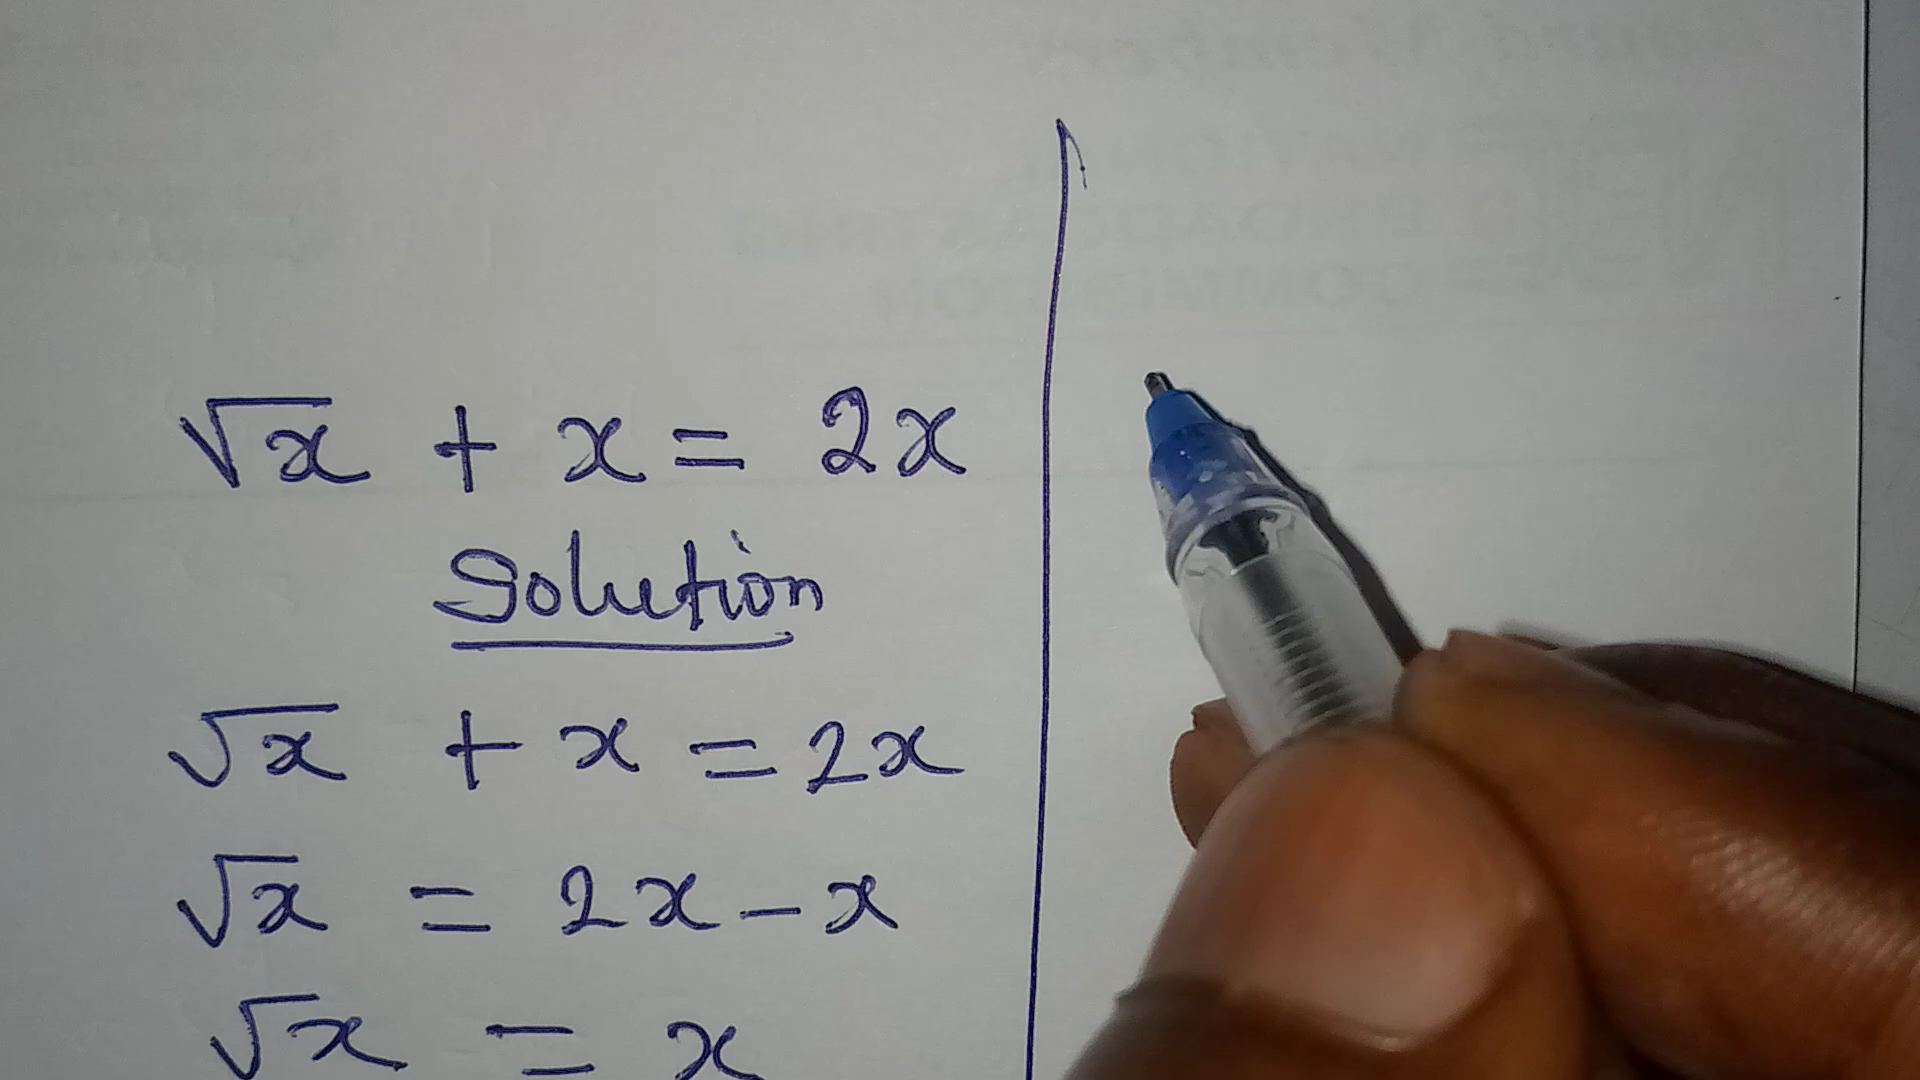 √x + x = 2x
Solution
√x + x = 2x
√x = 2x - x
√x = x